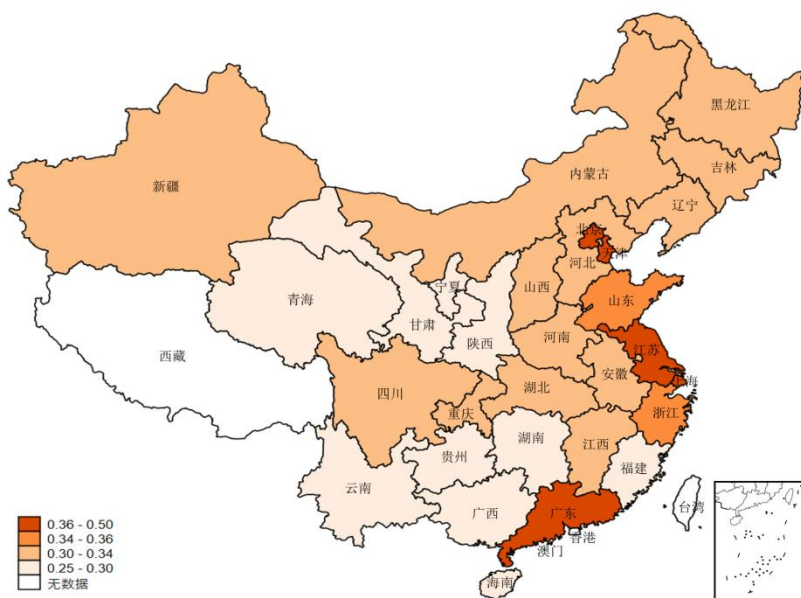 黑龙江
吉林
新疆
内蒙古
辽宁
北京
天津
河北
宁夏
山西
青海
山东
甘肃
陕西
河南
江苏
西藏
安徽
上海
四川
湖北
重庆
浙江
湖南
江西
贵州
福建
云南
广西
广东
台湾
香港
澳门
海南
0.36 - 0.50
0.34 - 0.36
0.30 - 0.34
0.25 - 0.30
无数据